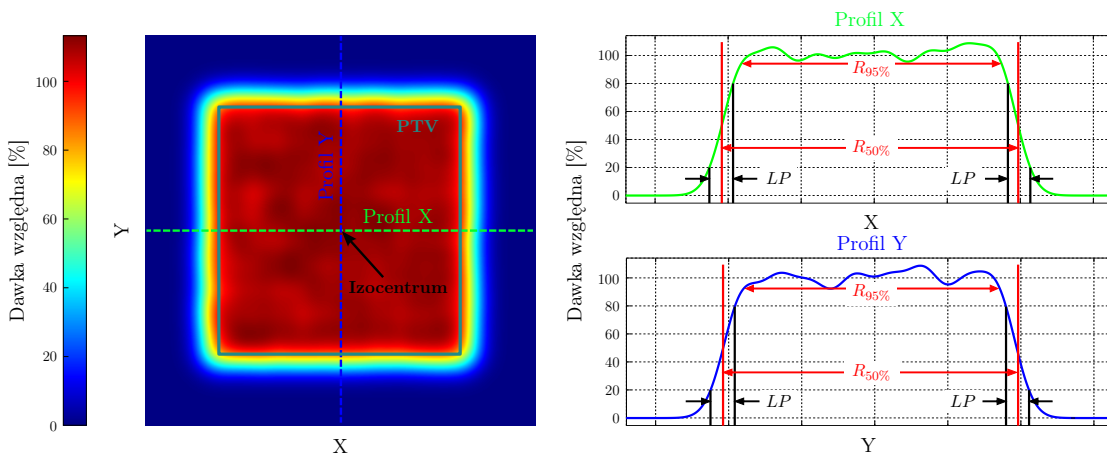 Dawka względna [%]
100
80
60
40
20
0
Y
PTV
Profil Y
Profil X
Izocentrum
X
Profil X
Dawka względna [%]
100
80
60
40
20
0
R95%
R50%
LP
LP
X
Profil Y
100
80
60
40
20
0
R95%
R50%
LP
LP
Y